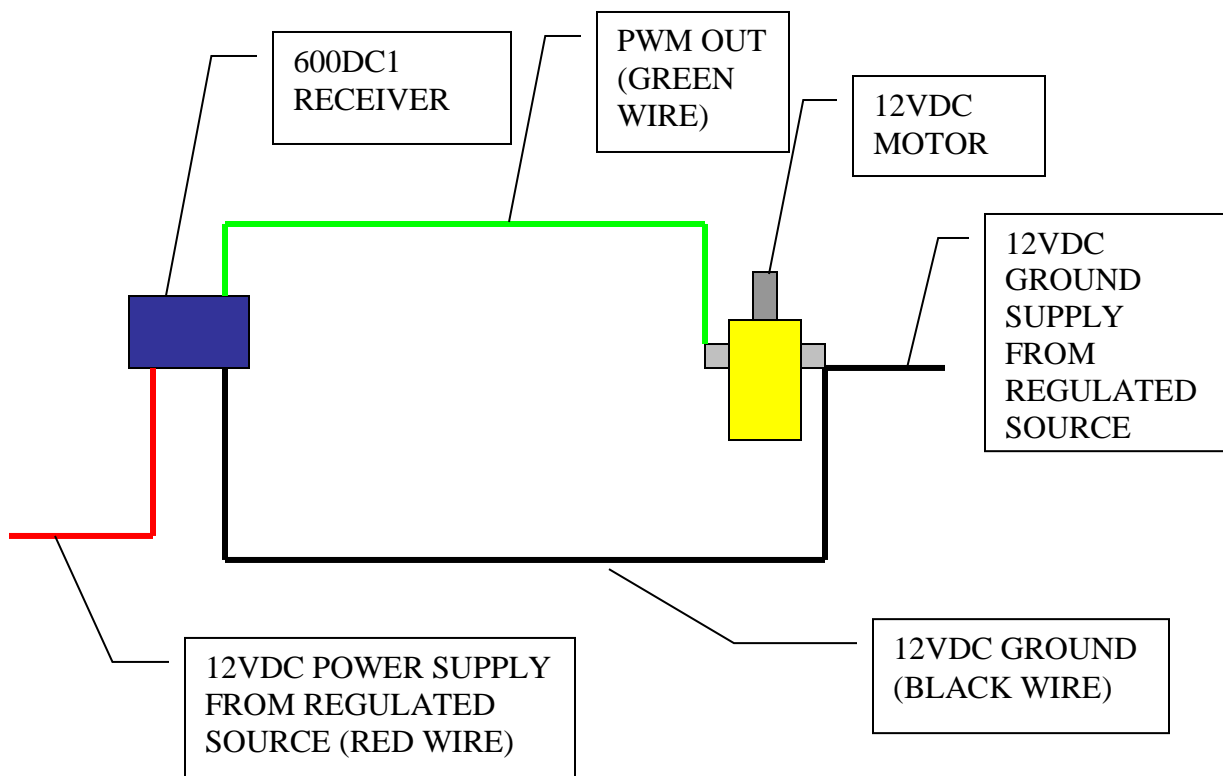 600DC1
RECEIVER
PWM OUT
(GREEN
WIRE)
12VDC
MOTOR
12VDC
GROUND
SUPPLY
FROM
REGULATED
SOURCE
12VDC POWER SUPPLY
FROM REGULATED
SOURCE (RED WIRE)
12VDC GROUND
(BLACK WIRE)